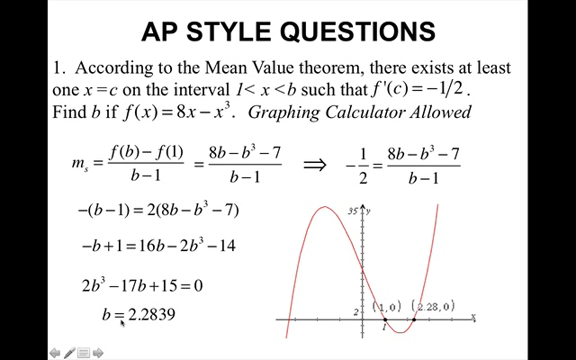 AP STYLE QUESTIONS
1. According to the Mean Value theorem, there exists at least
one x = c on the interval 1< x < b such that f '(c) = −1/2 .
Find b if f(x) = 8x − x³. Graphing Calculator Allowed
mₛ = (f(b) − f(1))/(b − 1) = (8b − b³ − 7)/(b − 1) ⇒ −1/2 = (8b − b³ − 7)/(b − 1)
−(b − 1) = 2(8b − b³ − 7)
−b + 1 = 16b − 2b³ − 14
2b³ − 17b + 15 = 0
b = 2.2839
35 y
2
(1,0) (2.28,0)
1
x